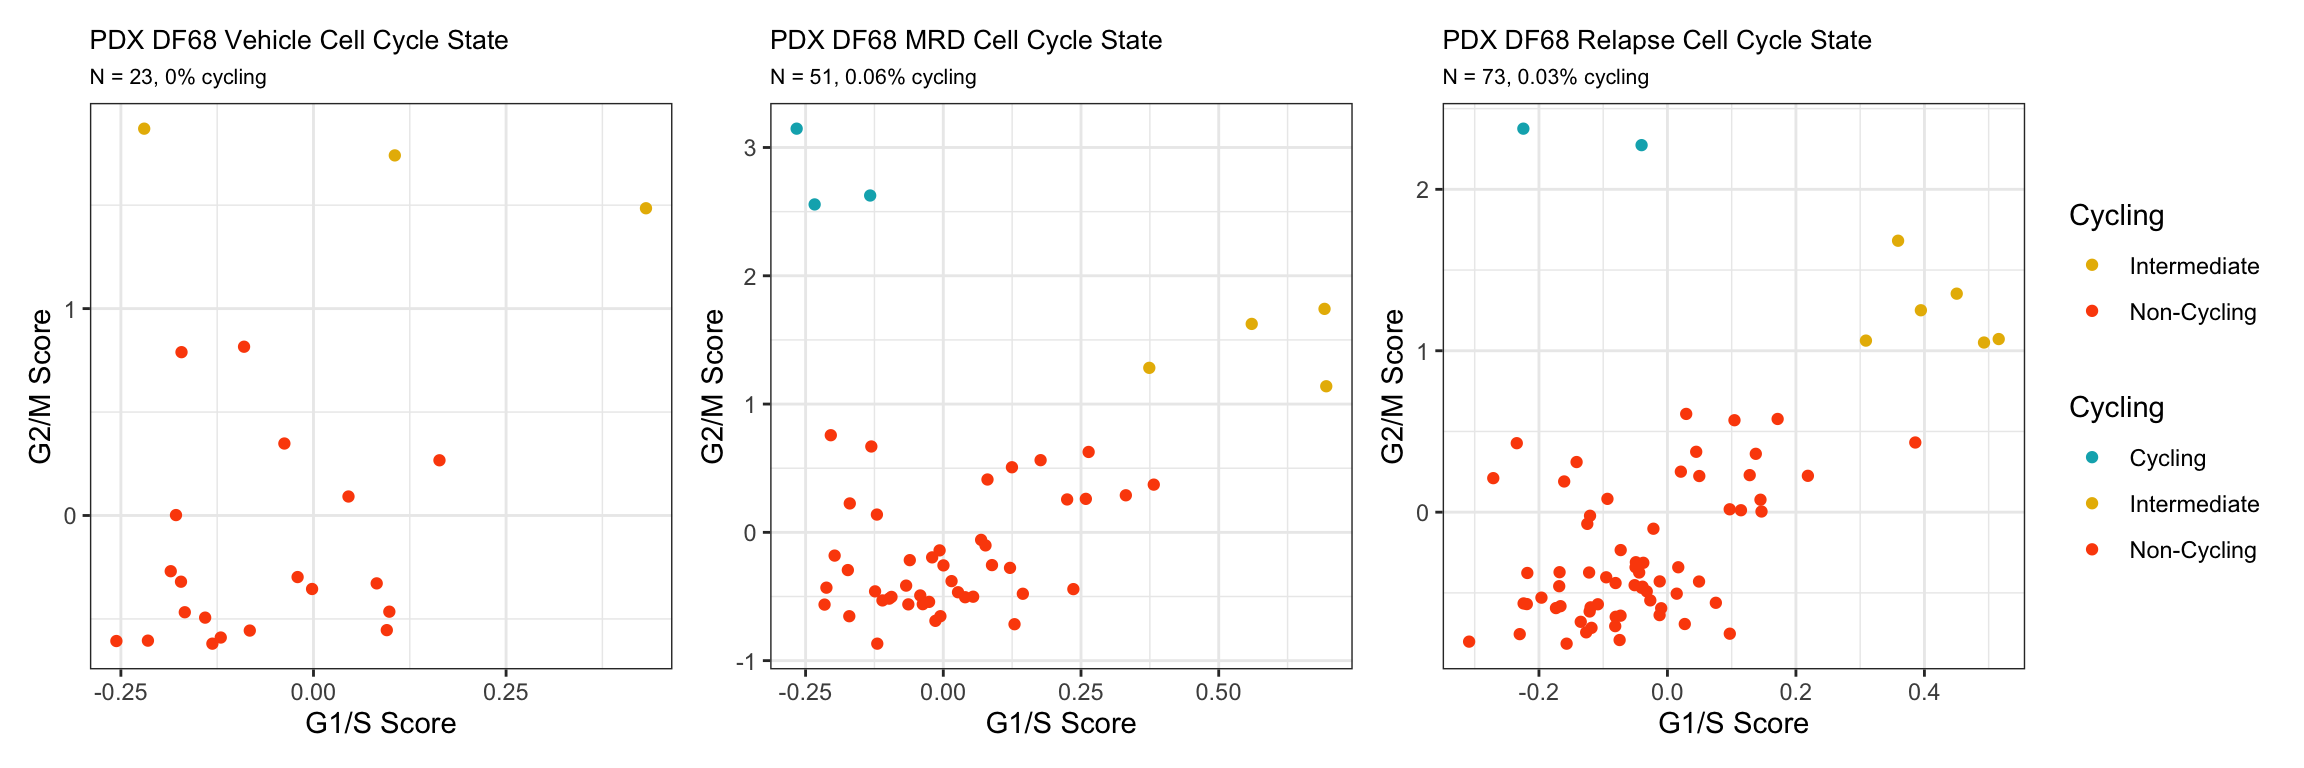 PDX DF68 Vehicle Cell Cycle State
N = 23, 0% cycling
G2/M Score
1
0
-0.25
0.00
0.25
G1/S Score
PDX DF68 MRD Cell Cycle State
N = 51, 0.06% cycling
G2/M Score
3
2
1
0
-1
-0.25
0.00
0.25
0.50
G1/S Score
PDX DF68 Relapse Cell Cycle State
N = 73, 0.03% cycling
G2/M Score
2
1
0
-0.2
0.0
0.2
0.4
G1/S Score
Cycling
Intermediate
Non-Cycling
Cycling
Cycling
Intermediate
Non-Cycling